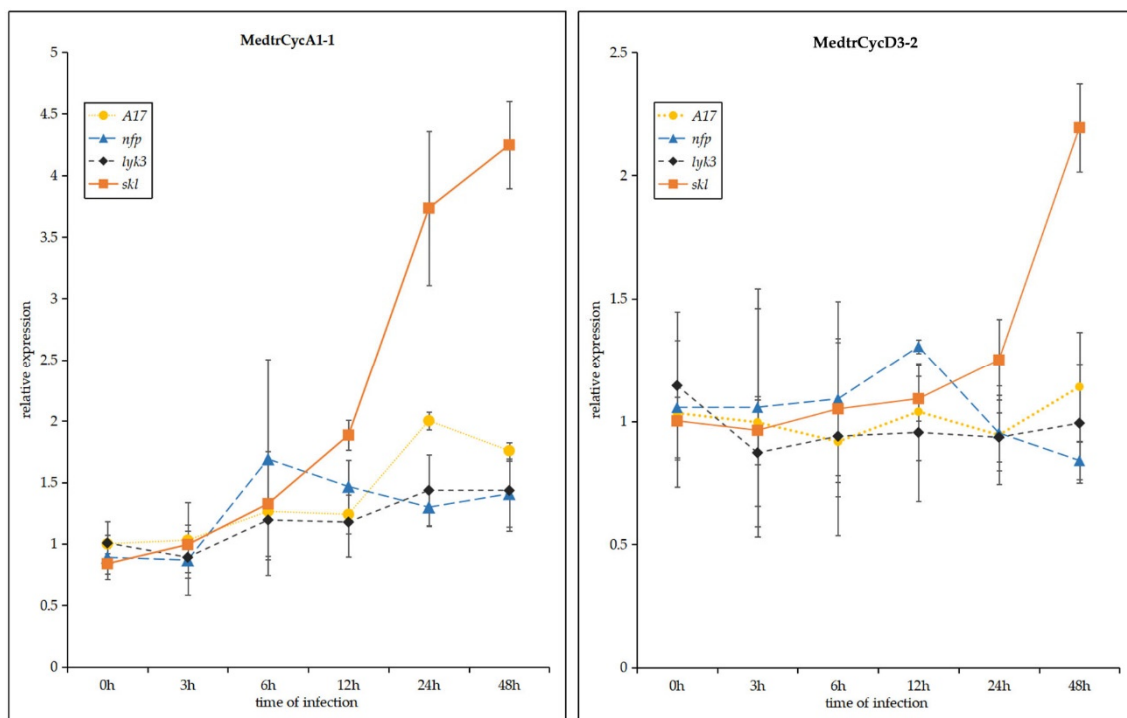 MedtrCycA1-1
5
4.5
4
3.5
3
2.5
2
1.5
1
0.5
0
relative expression
A17
nfp
lyk3
skl
0h 3h 6h 12h 24h 48h
time of infection
MedtrCycD3-2
2.5
2
1.5
1
0.5
0
relative expression
A17
nfp
lyk3
skl
0h 3h 6h 12h 24h 48h
time of infection